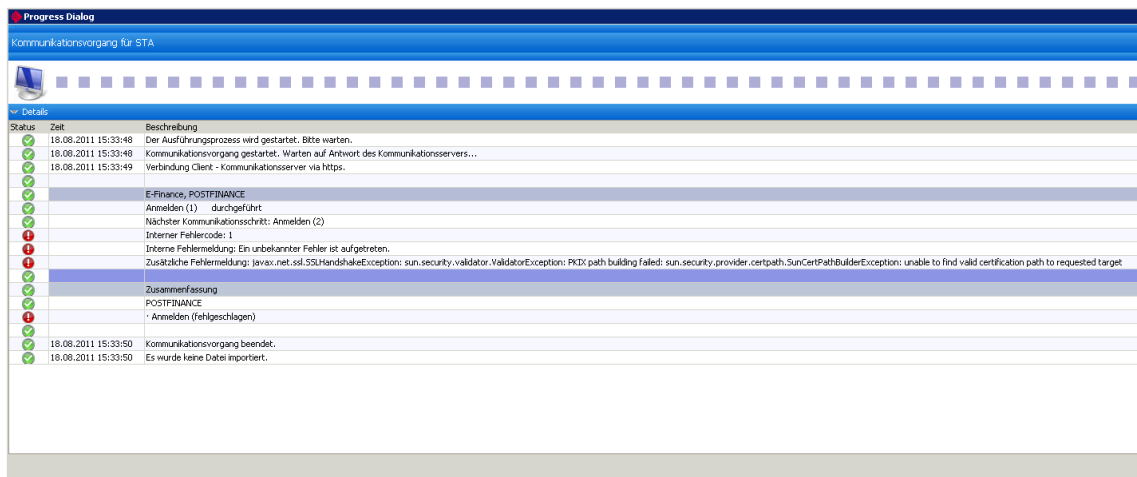 Progress Dialog
Kommunikationsvorgang für STA
Details
Status Zeit Beschreibung
18.08.2011 15:33:48 Der Ausführungsprozess wird gestartet. Bitte warten.
18.08.2011 15:33:48 Kommunikationsvorgang gestartet. Warten auf Antwort des Kommunikationsservers...
18.08.2011 15:33:49 Verbindung Client - Kommunikationsserver via https.
E-Finance, POSTFINANCE
Anmelden (1) durchgeführt
Nächster Kommunikationsschritt: Anmelden (2)
Interner Fehlercode: 1
Interne Fehlermeldung: Ein unbekannter Fehler ist aufgetreten.
Zusätzliche Fehlermeldung: javax.net.ssl.SSLHandshakeException: sun.security.validator.ValidatorException: PKIX path building failed: sun.security.provider.certpath.SunCertPathBuilderException: unable to find valid certification path to requested target
Zusammenfassung
POSTFINANCE
· Anmelden (fehlgeschlagen)
18.08.2011 15:33:50 Kommunikationsvorgang beendet.
18.08.2011 15:33:50 Es wurde keine Datei importiert.